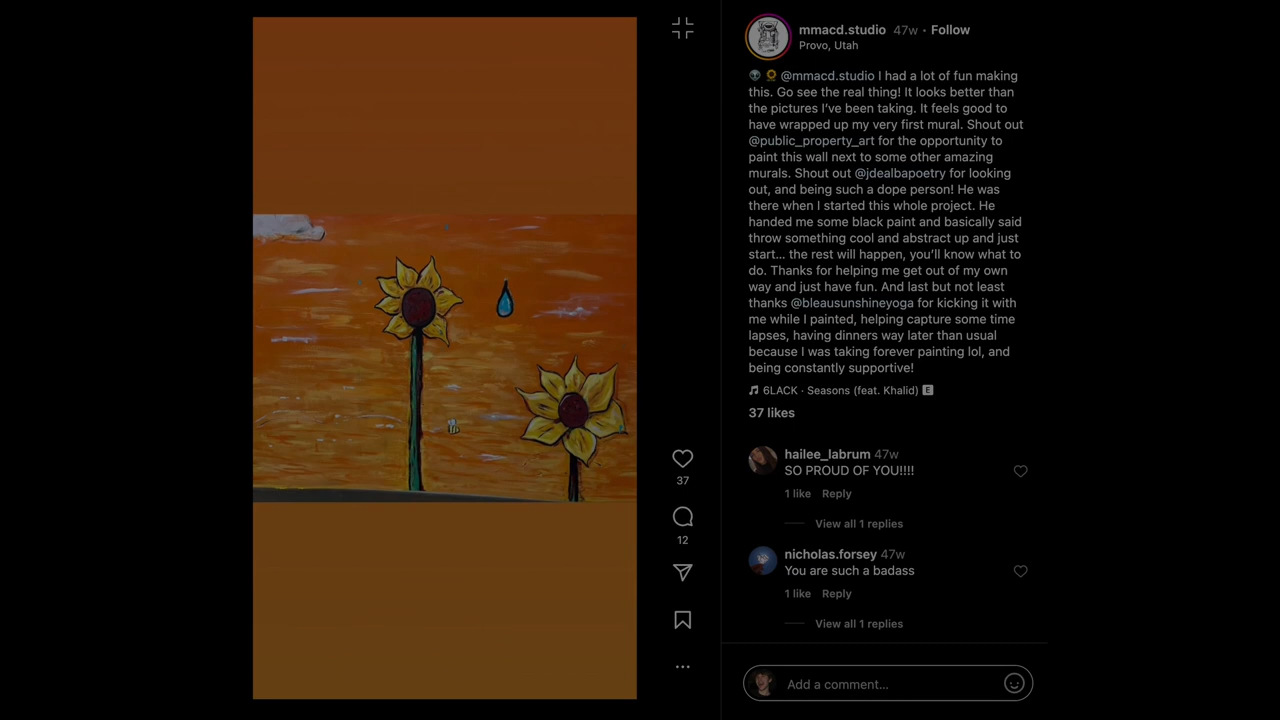 mmacd.studio 47w • Follow
Provo, Utah
👽 🌻 @mmacd.studio I had a lot of fun making
this. Go see the real thing! It looks better than
the pictures I’ve been taking. It feels good to
have wrapped up my very first mural. Shout out
@public_property_art for the opportunity to
paint this wall next to some other amazing
murals. Shout out @jdealbapoetry for looking
out, and being such a dope person! He was
there when I started this whole project. He
handed me some black paint and basically said
throw something cool and abstract up and just
start... the rest will happen, you’ll know what to
do. Thanks for helping me get out of my own
way and just have fun. And last but not least
thanks @bleausunshineyoga for kicking it with
me while I painted, helping capture some time
lapses, having dinners way later than usual
because I was taking forever painting lol, and
being constantly supportive!
6LACK · Seasons (feat. Khalid) E
37 likes
hailee_labrum 47w
SO PROUD OF YOU!!!!
1 like Reply
View all 1 replies
nicholas.forsey 47w
You are such a badass
1 like Reply
View all 1 replies
Add a comment...
37
12